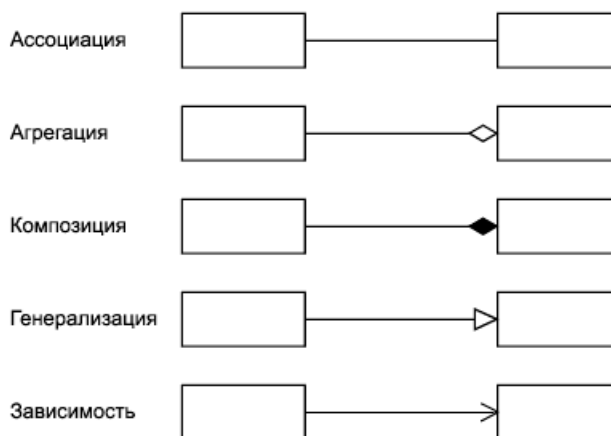 Ассоциация
Агрегация
Композиция
Генерализация
Зависимость